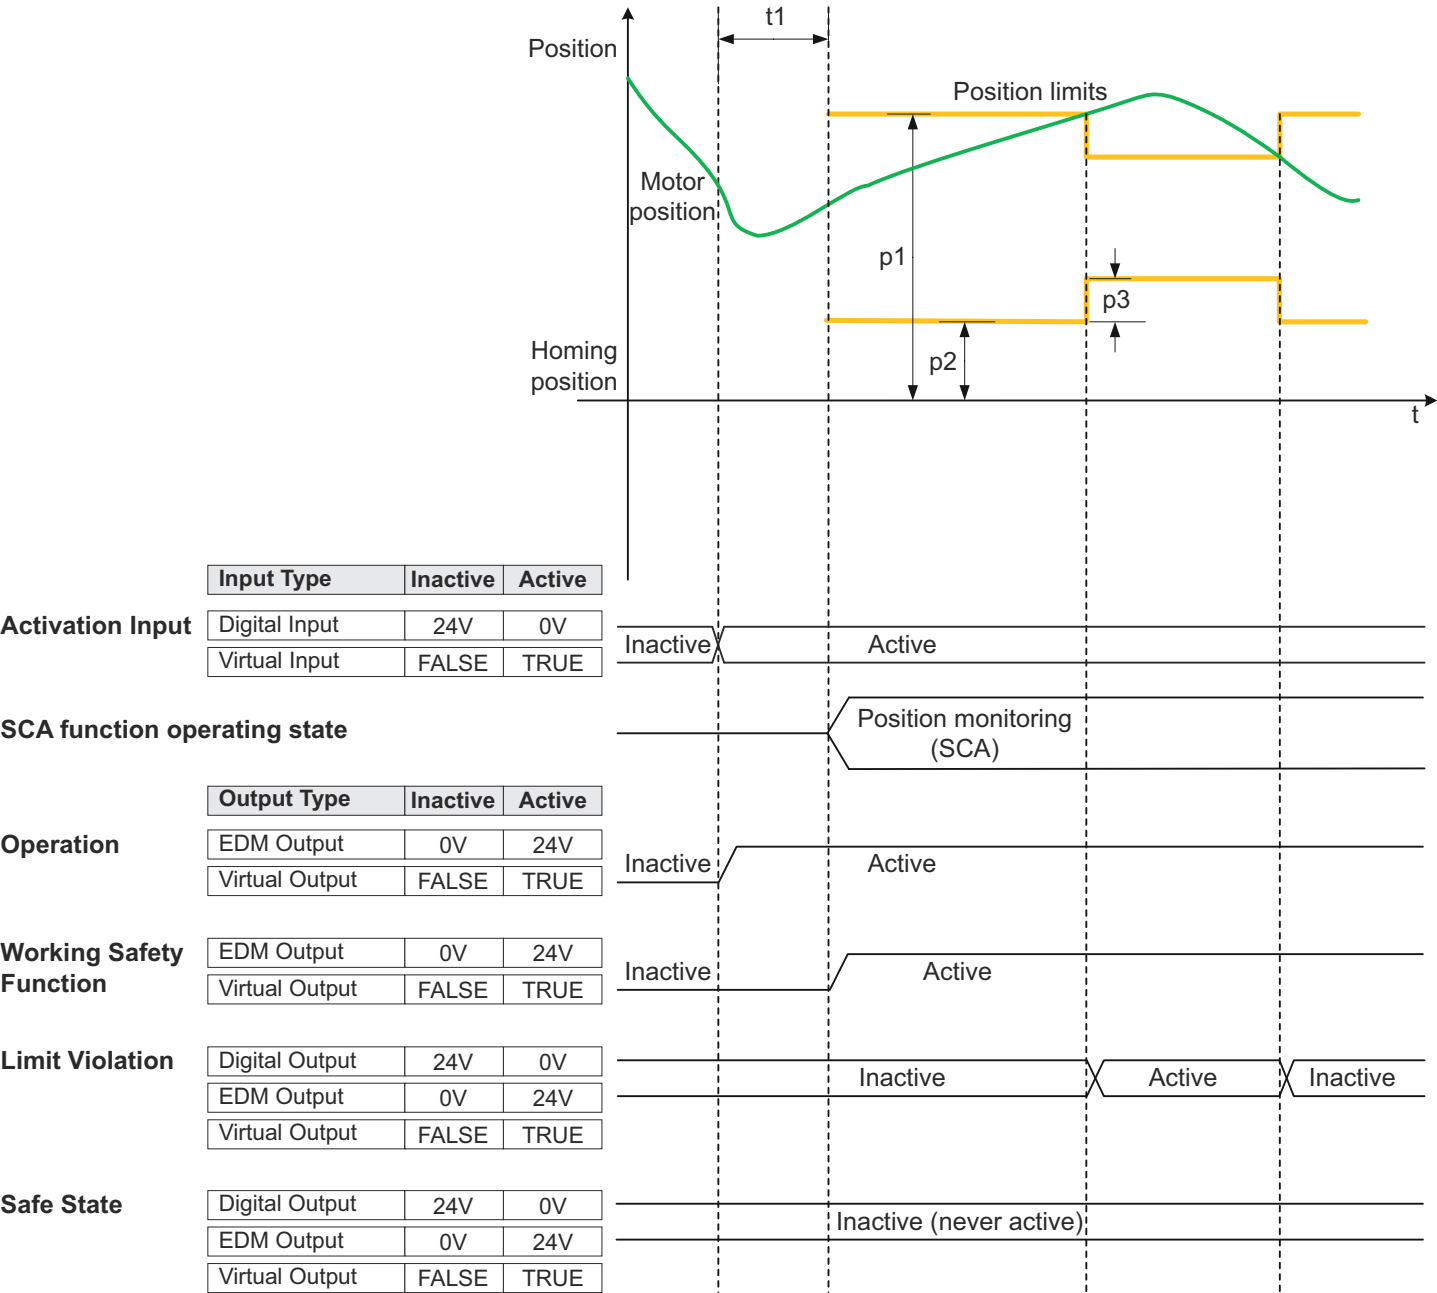 t1
Position
Position limits
Motor
position
p1
p3
p2
Homing
position
t
Input Type Inactive Active
Activation Input Digital Input 24V 0V
Virtual Input FALSE TRUE
Inactive Active
SCA function operating state
Position monitoring
(SCA)
Output Type Inactive Active
Operation EDM Output 0V 24V
Virtual Output FALSE TRUE
Inactive Active
Working Safety
Function
EDM Output 0V 24V
Virtual Output FALSE TRUE
Inactive Active
Limit Violation Digital Output 24V 0V
EDM Output 0V 24V
Virtual Output FALSE TRUE
Inactive Active Inactive
Safe State Digital Output 24V 0V
EDM Output 0V 24V
Virtual Output FALSE TRUE
Inactive (never active)